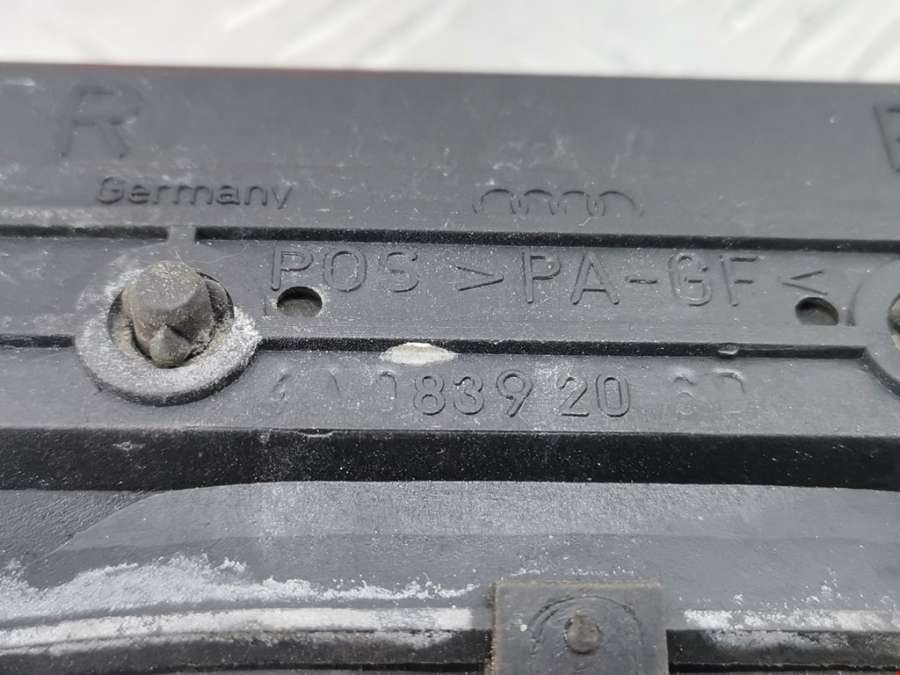 R
Germany
POS >PA-GF<
839 20